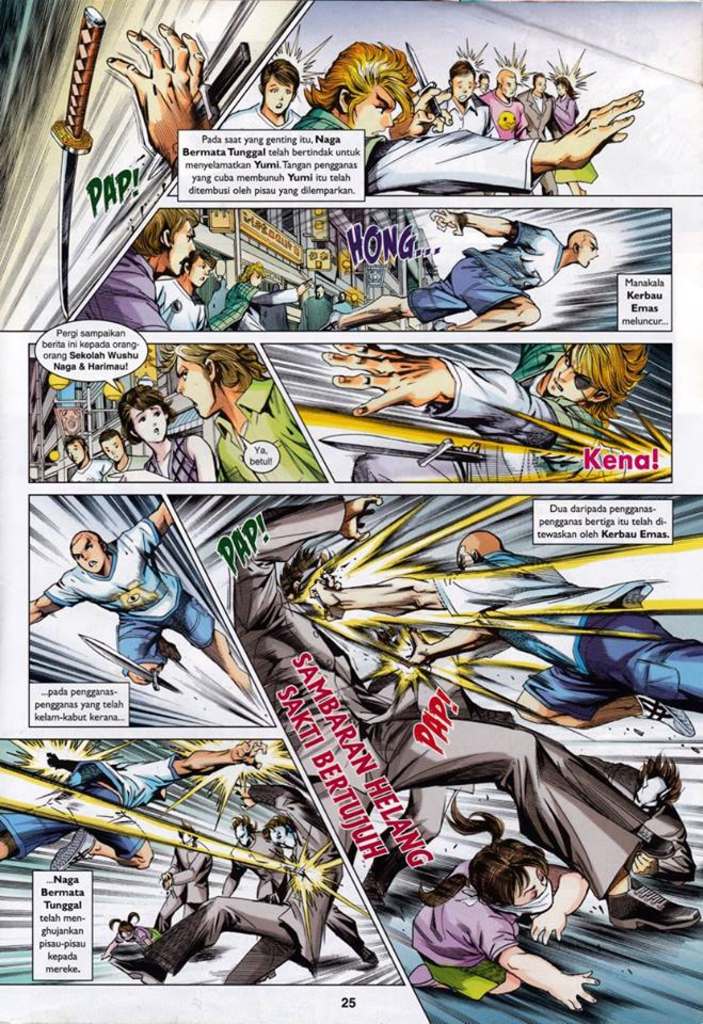 Pada saat yang genting itu, Naga
Bermata Tunggal telah bertindak untuk
menyelamatkan Yumi. Tangan pengganas
yang cuba membunuh Yumi itu telah
ditembusi oleh pisau yang dilemparkan.
PAP!
HONG...
Manakala
Kerbau
Emas
meluncur...
Pergi sampaikan
berita ini kepada orang-
orang Sekolah Wushu
Naga & Harimau!
Ya,
betul!
Kena!
...pada pengganas-
pengganas yang telah
kelam-kabut kerana...
PAP!
Dua daripada pengganas-
pengganas bertiga itu telah di-
tewaskan oleh Kerbau Emas.
SAMBARAN HELANG
SAKTI BERTUJUH
PAP!
...Naga
Bermata
Tunggal
telah men-
ghujankan
pisau-pisau
kepada
mereka.
25